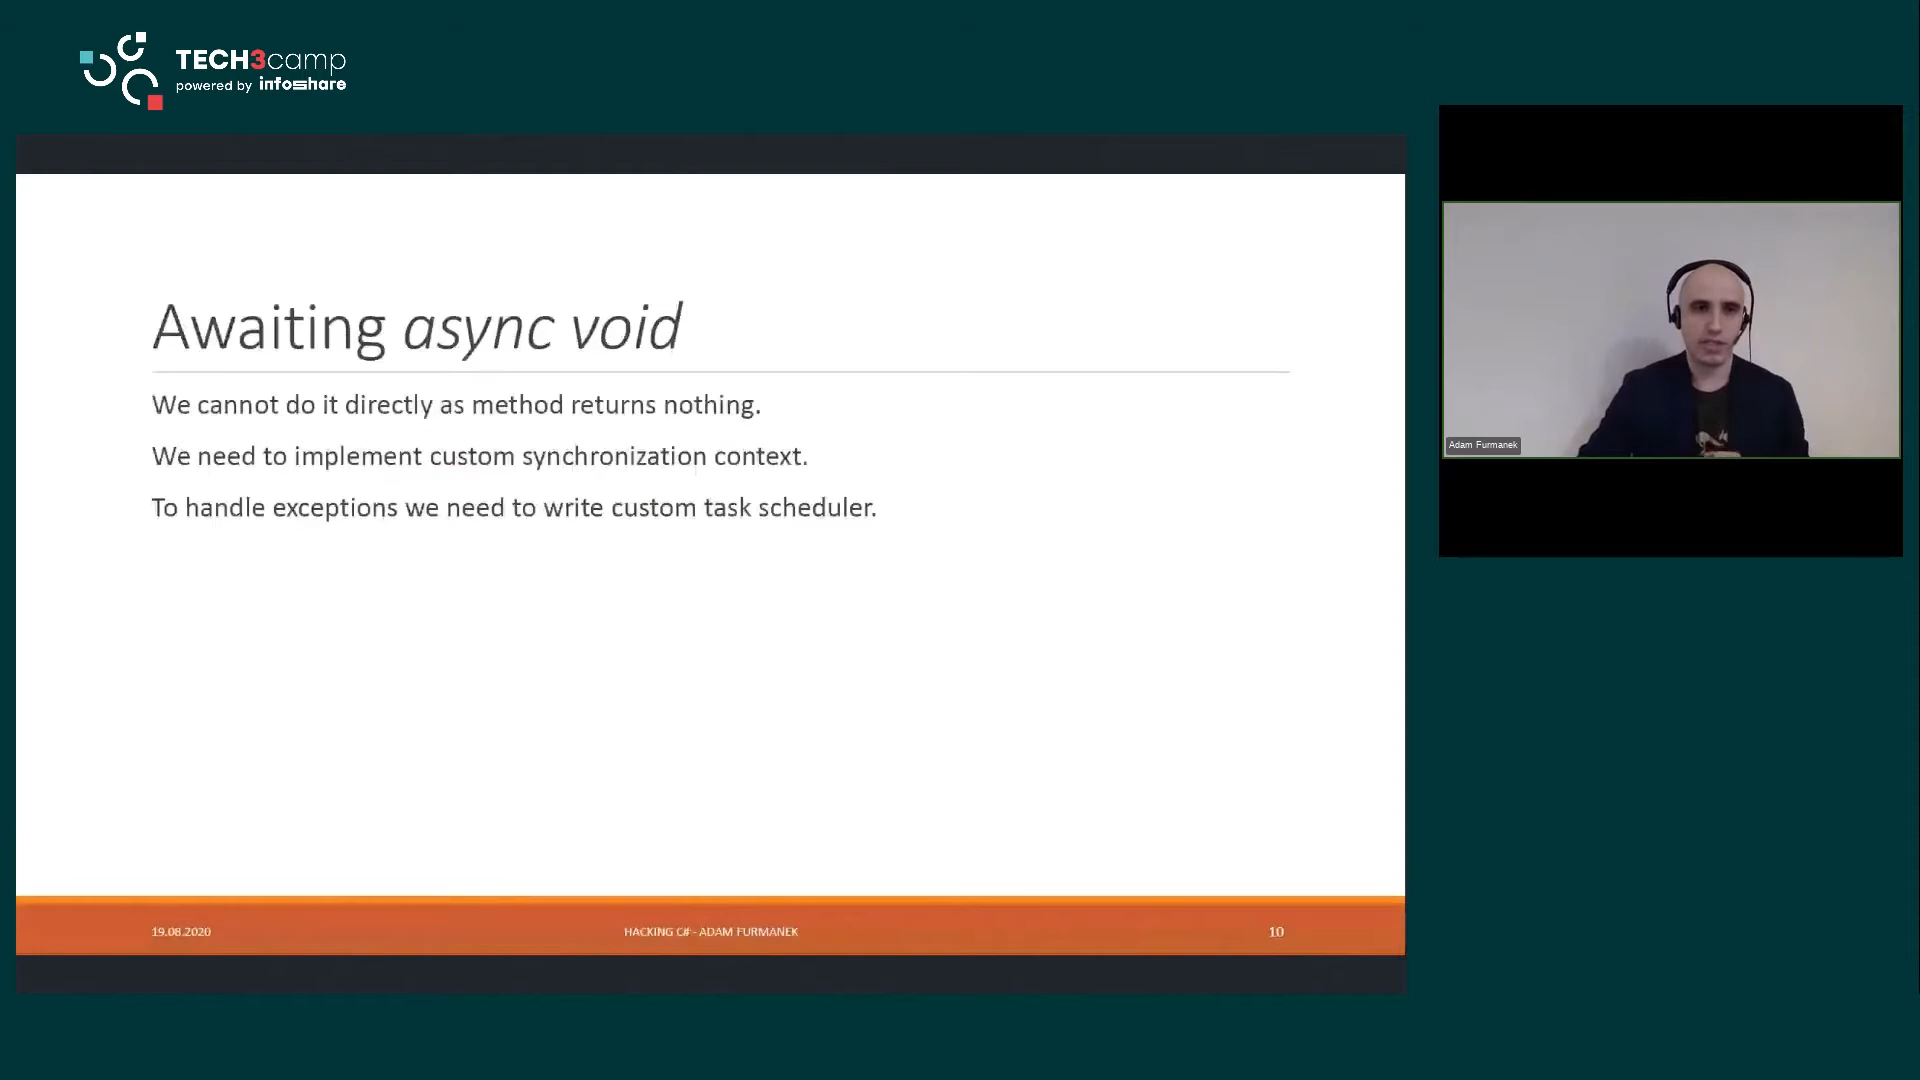 TECH3camp
powered by infoshare
Awaiting async void
We cannot do it directly as method returns nothing.
We need to implement custom synchronization context.
To handle exceptions we need to write custom task scheduler.
19.08.2020
HACKING C# - ADAM FURMANEK
10
Adam Furmanek